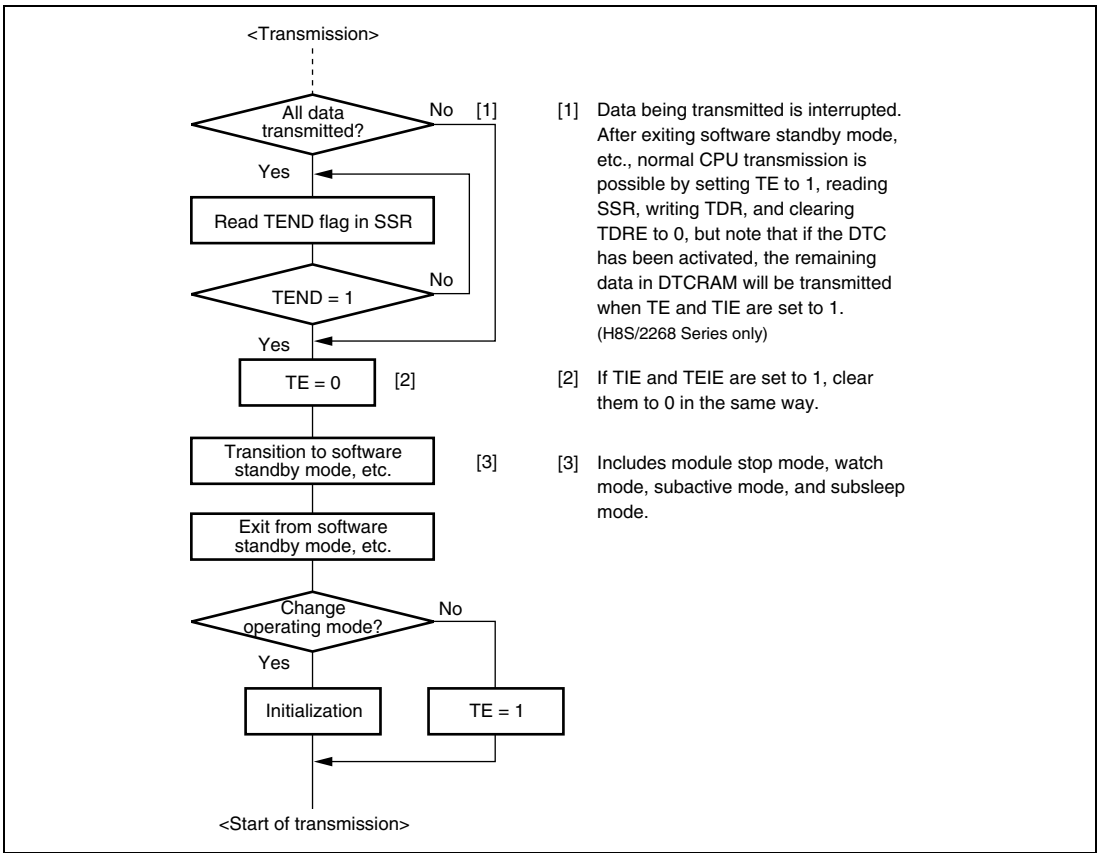 <Transmission>
All data
transmitted?
No [1]
Yes
Read TEND flag in SSR
TEND = 1
No
Yes
TE = 0 [2]
Transition to software
standby mode, etc.
[3]
Exit from software
standby mode, etc.
Change
operating mode?
No
Yes
Initialization
TE = 1
<Start of transmission>
[1] Data being transmitted is interrupted.
After exiting software standby mode,
etc., normal CPU transmission is
possible by setting TE to 1, reading
SSR, writing TDR, and clearing
TDRE to 0, but note that if the DTC
has been activated, the remaining
data in DTCRAM will be transmitted
when TE and TIE are set to 1.
(H8S/2268 Series only)
[2] If TIE and TEIE are set to 1, clear
them to 0 in the same way.
[3] Includes module stop mode, watch
mode, subactive mode, and subsleep
mode.